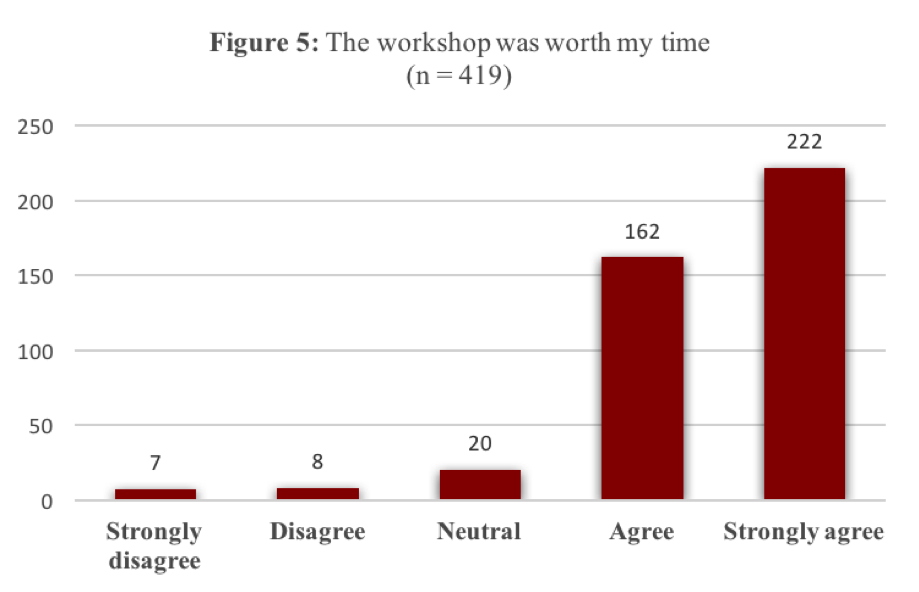 Figure 5: The workshop was worth my time
(n = 419)
250
200
150
100
50
0
7
8
20
162
222
Strongly
disagree
Disagree
Neutral
Agree
Strongly agree